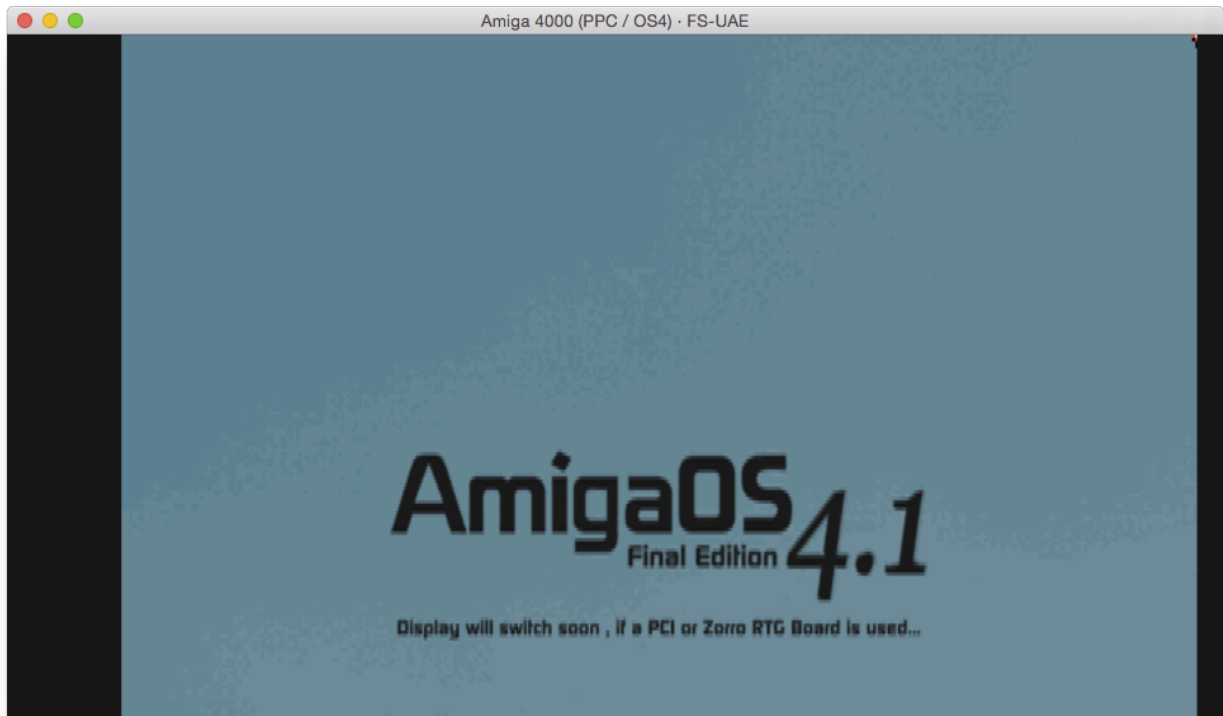 Amiga 4000 (PPC / OS4) · FS-UAE
AmigaOS 4.1
Final Edition
Display will switch soon , if a PCI or Zorro RTG Board is used...